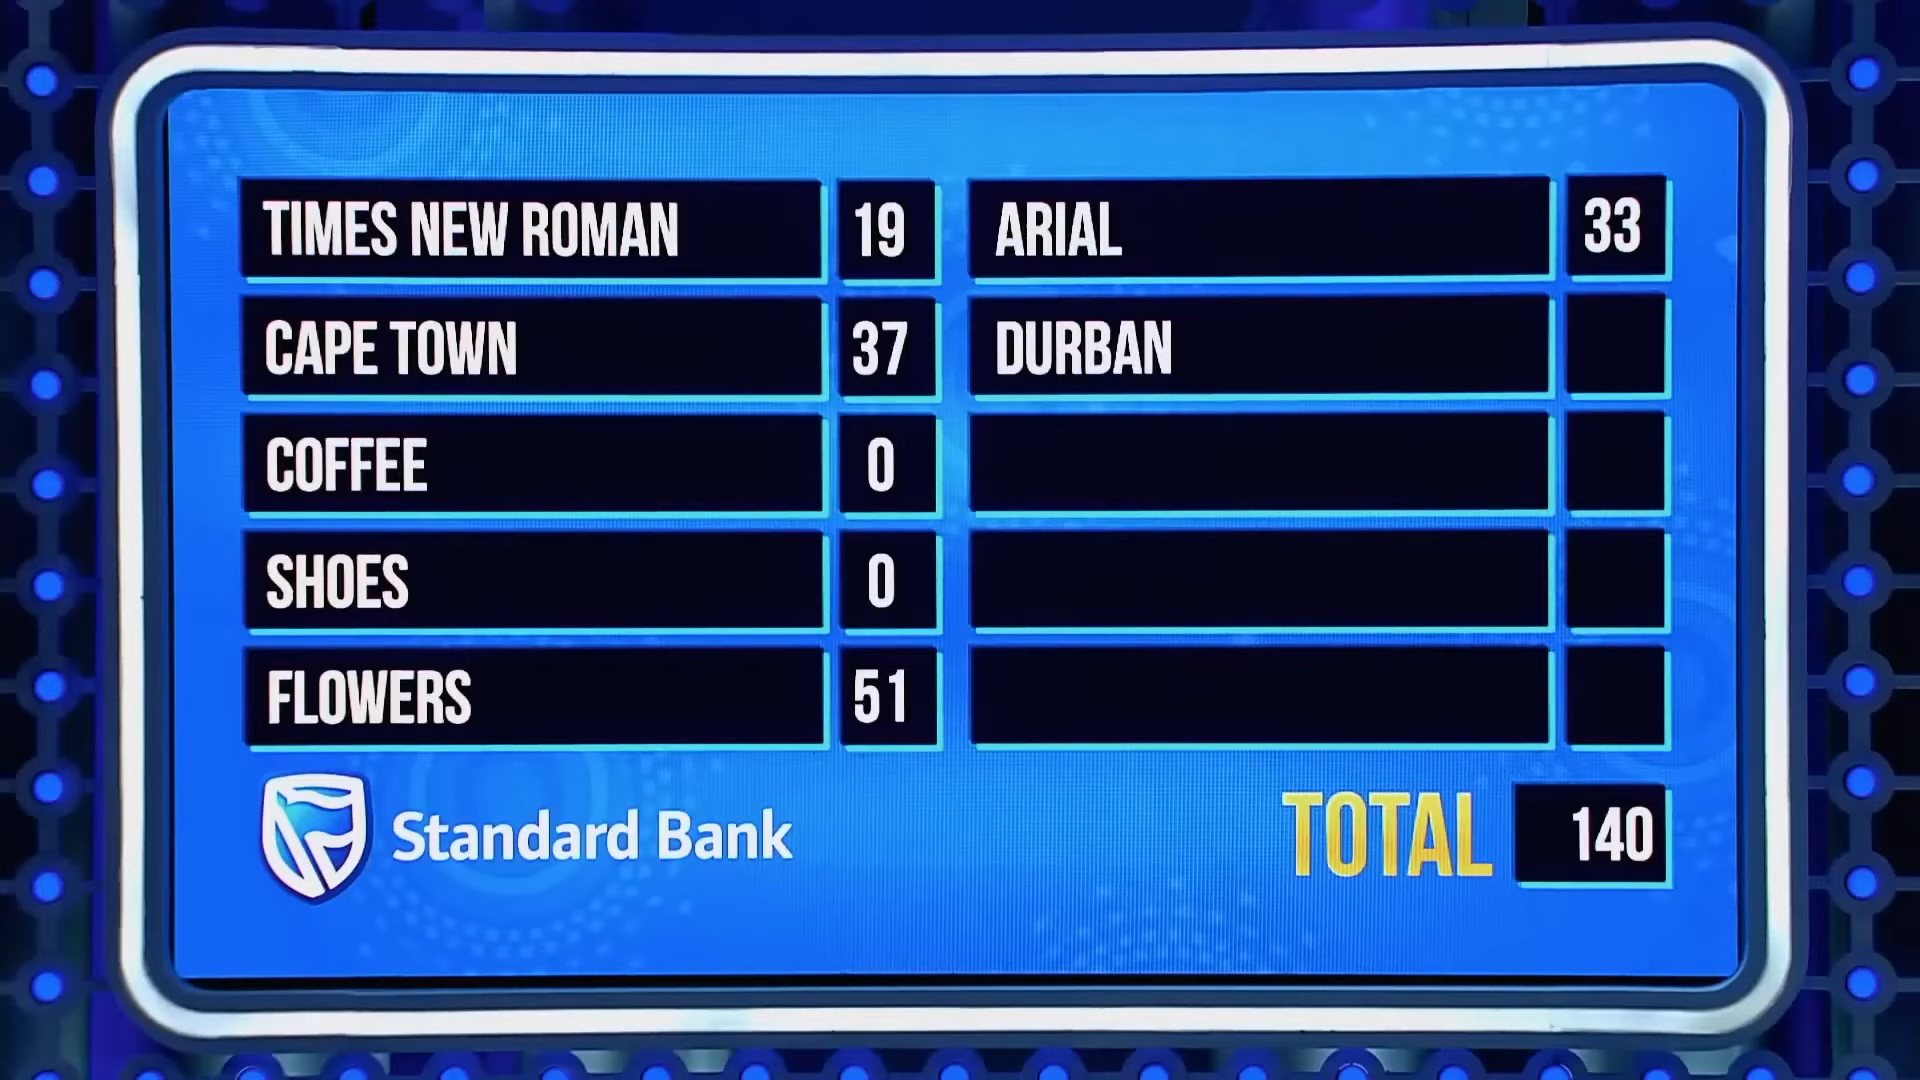 TIMES NEW ROMAN 19 ARIAL 33
CAPE TOWN 37 DURBAN
COFFEE 0
SHOES 0
FLOWERS 51
Standard Bank TOTAL 140